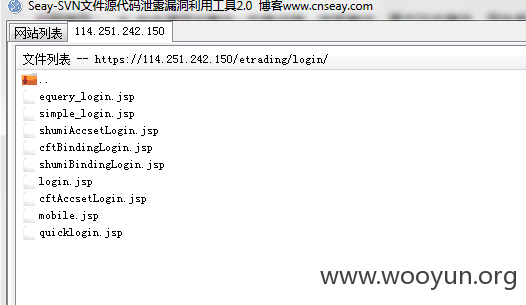 Seay-SVN文件源代码泄露漏洞利用工具2.0 博客www.cnseay.com
网站列表 114.251.242.150
文件列表 -- https://114.251.242.150/etrading/login/
..
equery_login.jsp
simple_login.jsp
shumiAccsetLogin.jsp
cftBindingLogin.jsp
shumiBindingLogin.jsp
login.jsp
cftAccsetLogin.jsp
mobile.jsp
quicklogin.jsp
www.wooyun.org